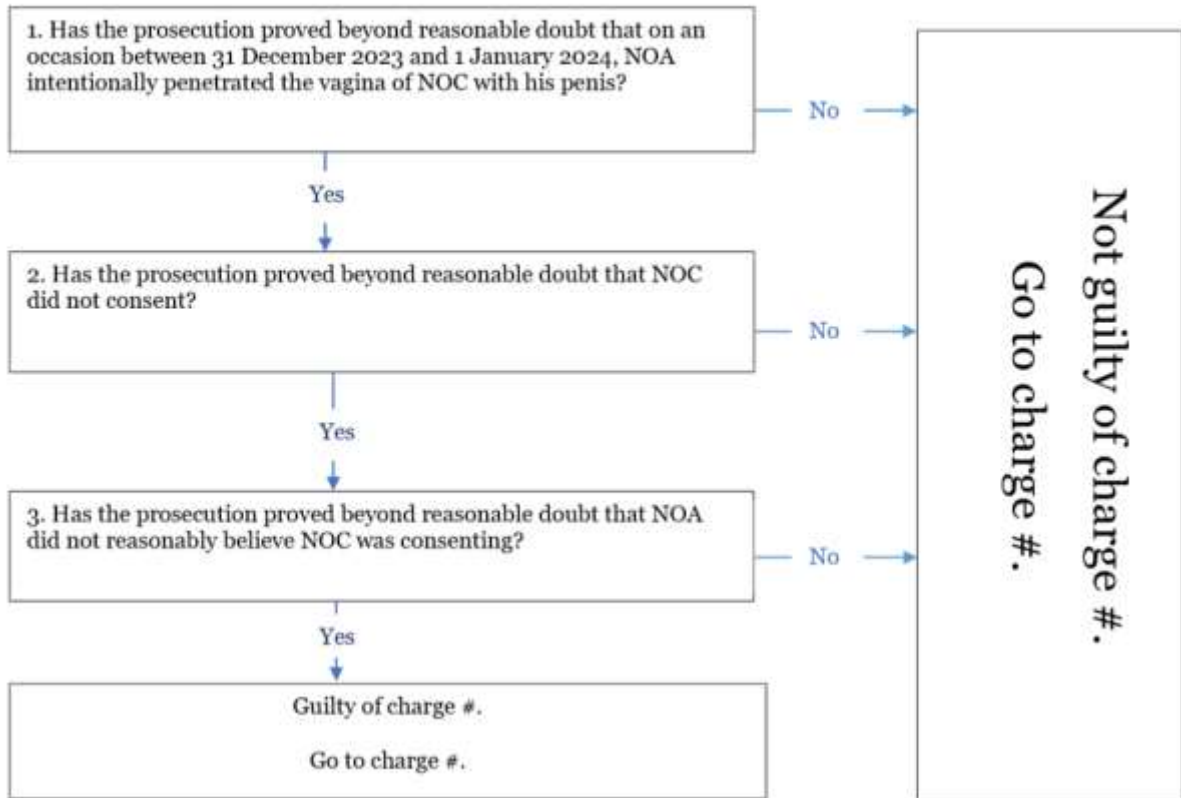 1. Has the prosecution proved beyond reasonable doubt that on an
occasion between 31 December 2023 and 1 January 2024, NOA
intentionally penetrated the vagina of NOC with his penis?
No
Yes
2. Has the prosecution proved beyond reasonable doubt that NOC
did not consent?
No
Yes
3. Has the prosecution proved beyond reasonable doubt that NOA
did not reasonably believe NOC was consenting?
No
Yes
Guilty of charge #.
Go to charge #.
Not guilty of charge #.
Go to charge #.